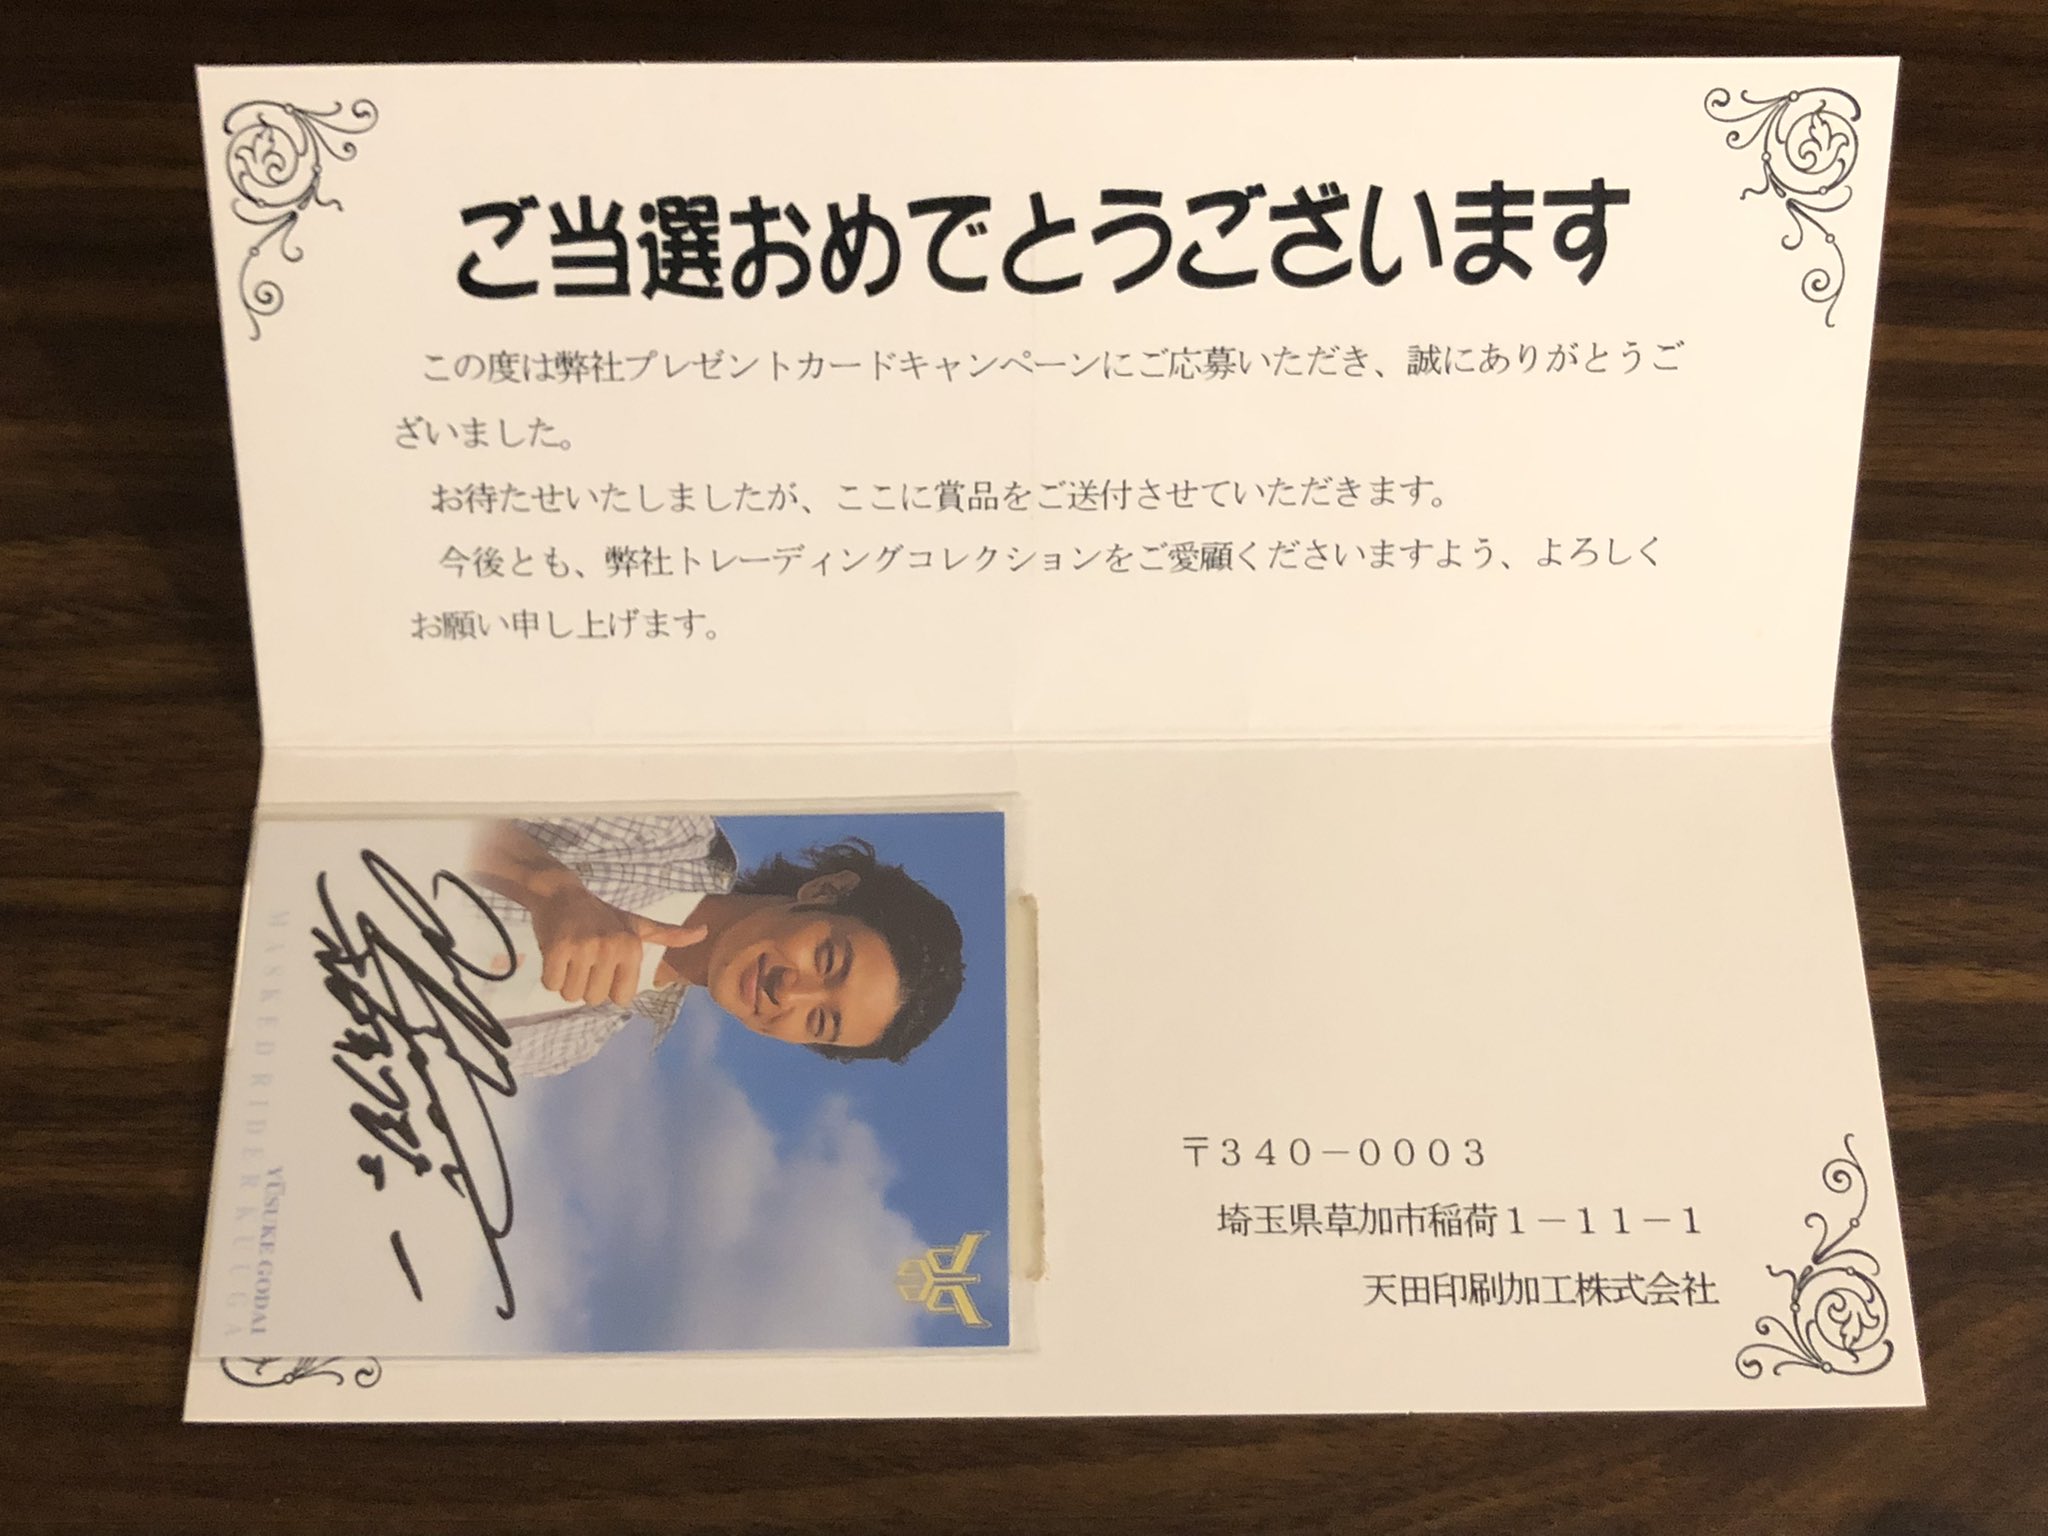 ご当選おめでとうございます
この度は弊社プレゼントカードキャンペーンにご応募いただき、誠にありがとうご
ざいました。
お待たせいたしましたが、ここに賞品をご送付させていただきます。
今後とも、弊社トレーディングコレクションをご愛顧くださいますよう、よろしく
お願い申し上げます。
YŪSUKE GODAI
MASKED RIDER KUUGA
〒340-0003
埼玉県草加市稲荷1-11-1
天田印刷加工株式会社